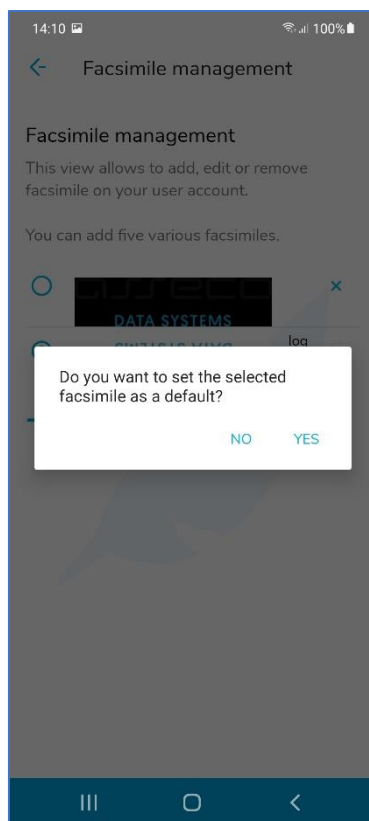 14:10 100%
Facsimile management
Facsimile management
This view allows to add, edit or remove
facsimile on your user account.
You can add five various facsimiles.
asseco
DATA SYSTEMS
log
Do you want to set the selected
facsimile as a default?
NO YES